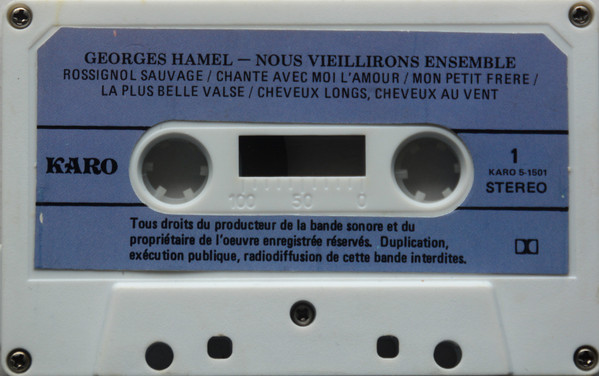 GEORGES HAMEL — NOUS VIEILLIRONS ENSEMBLE
ROSSIGNOL SAUVAGE / CHANTE AVEC MOI L'AMOUR / MON PETIT FRERE /
LA PLUS BELLE VALSE / CHEVEUX LONGS, CHEVEUX AU VENT
KARO
1
KARO 5-1501
STEREO
100 50 0
Tous droits du producteur de la bande sonore et du
propriétaire de l'oeuvre enregistrée réservés. Duplication,
exécution publique, radiodiffusion de cette bande interdites.